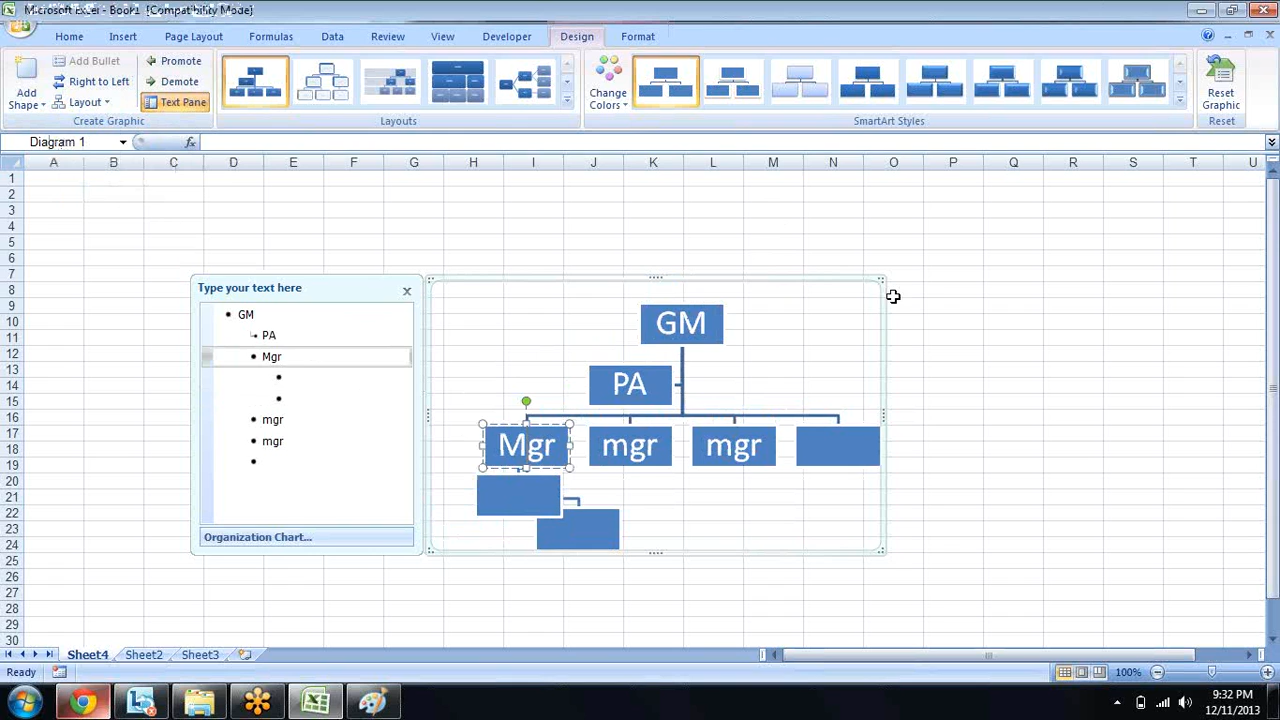 Microsoft Excel - Book1 [Compatibility Mode]
Home Insert Page Layout Formulas Data Review View Developer Design Format
Add Shape
Add Bullet
Right to Left
Layout
Promote
Demote
Text Pane
Create Graphic
Layouts
Change Colors
SmartArt Styles
Reset Graphic
Reset
Diagram 1
fx
A B C D E F G H I J K L M N O P Q R S T U
1
2
3
4
5
6
7
8
9
10
11
12
13
14
15
16
17
18
19
20
21
22
23
24
25
26
27
28
29
30
Type your text here
GM
PA
Mgr
mgr
mgr
Organization Chart...
GM
PA
Mgr mgr mgr
Sheet4 Sheet2 Sheet3
Ready
100%
9:32 PM
12/11/2013